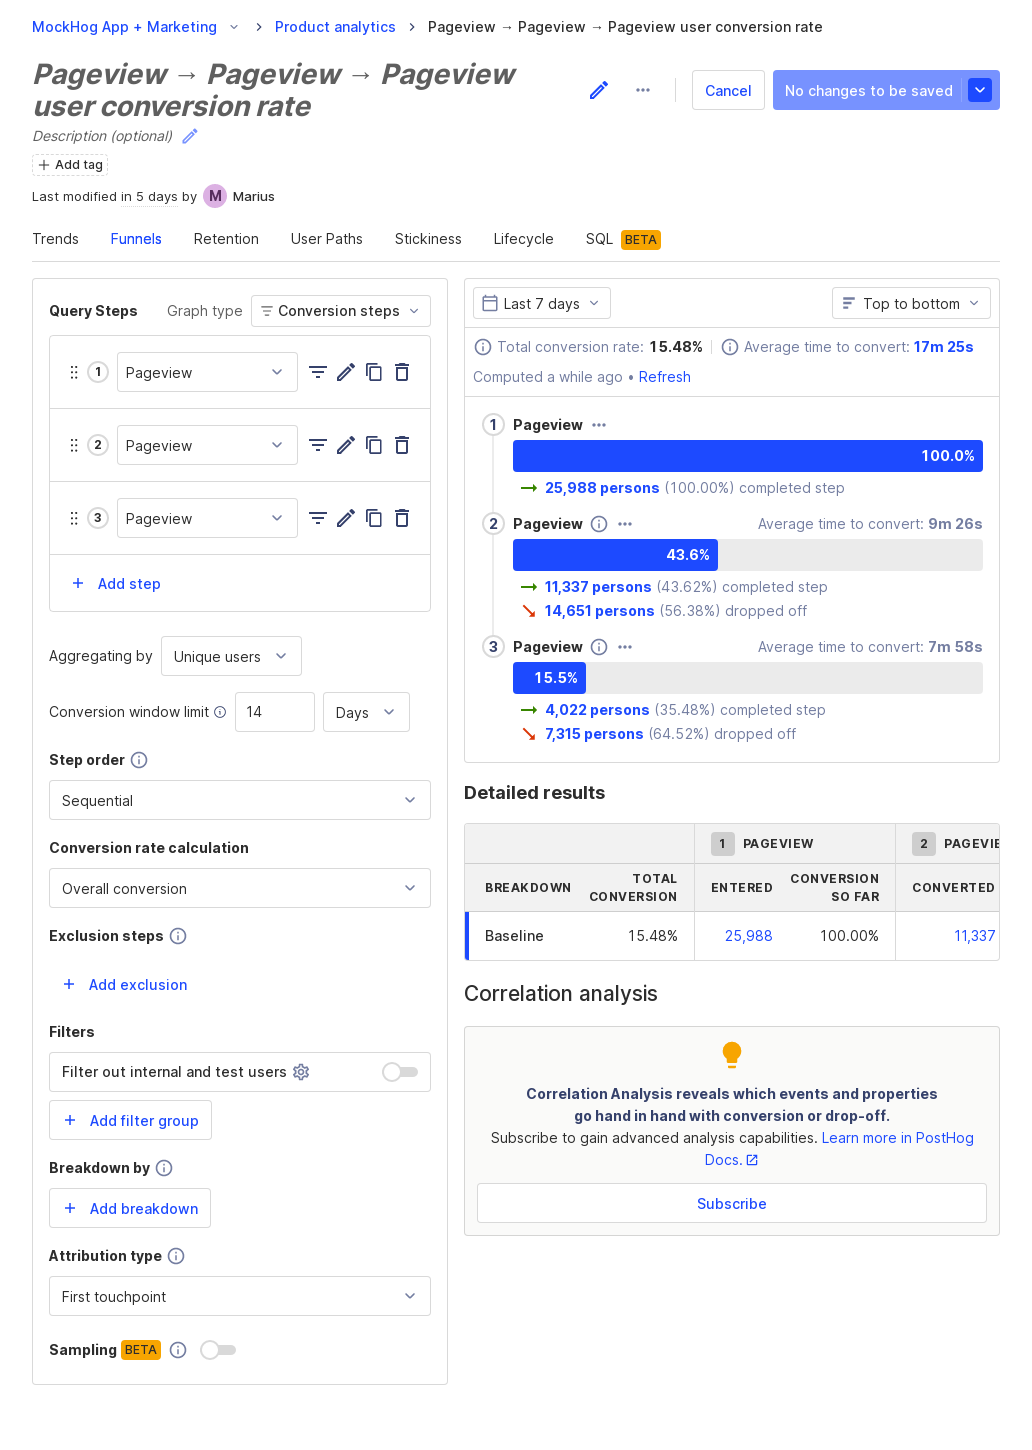 MockHog App + Marketing Product analytics Pageview → Pageview → Pageview user conversion rate
Pageview → Pageview → Pageview
user conversion rate
Cancel
No changes to be saved
Description (optional)
Add tag
Last modified in 5 days by M Marius
Trends Funnels Retention User Paths Stickiness Lifecycle SQL BETA
Query Steps Graph type Conversion steps
1 Pageview
2 Pageview
3 Pageview
Add step
Aggregating by Unique users
Conversion window limit 14 Days
Step order
Sequential
Conversion rate calculation
Overall conversion
Exclusion steps
Add exclusion
Filters
Filter out internal and test users
Add filter group
Breakdown by
Add breakdown
Attribution type
First touchpoint
Sampling BETA
Last 7 days Top to bottom
Total conversion rate: 15.48% Average time to convert: 17m 25s
Computed a while ago • Refresh
1 Pageview
100.0%
25,988 persons (100.00%) completed step
2 Pageview Average time to convert: 9m 26s
43.6%
11,337 persons (43.62%) completed step
14,651 persons (56.38%) dropped off
3 Pageview Average time to convert: 7m 58s
15.5%
4,022 persons (35.48%) completed step
7,315 persons (64.52%) dropped off
Detailed results
1 PAGEVIEW 2 PAGEVIE
BREAKDOWN TOTAL CONVERSION ENTERED CONVERSION SO FAR CONVERTED
Baseline 15.48% 25,988 100.00% 11,337
Correlation analysis
Correlation Analysis reveals which events and properties
go hand in hand with conversion or drop-off.
Subscribe to gain advanced analysis capabilities. Learn more in PostHog
Docs.
Subscribe